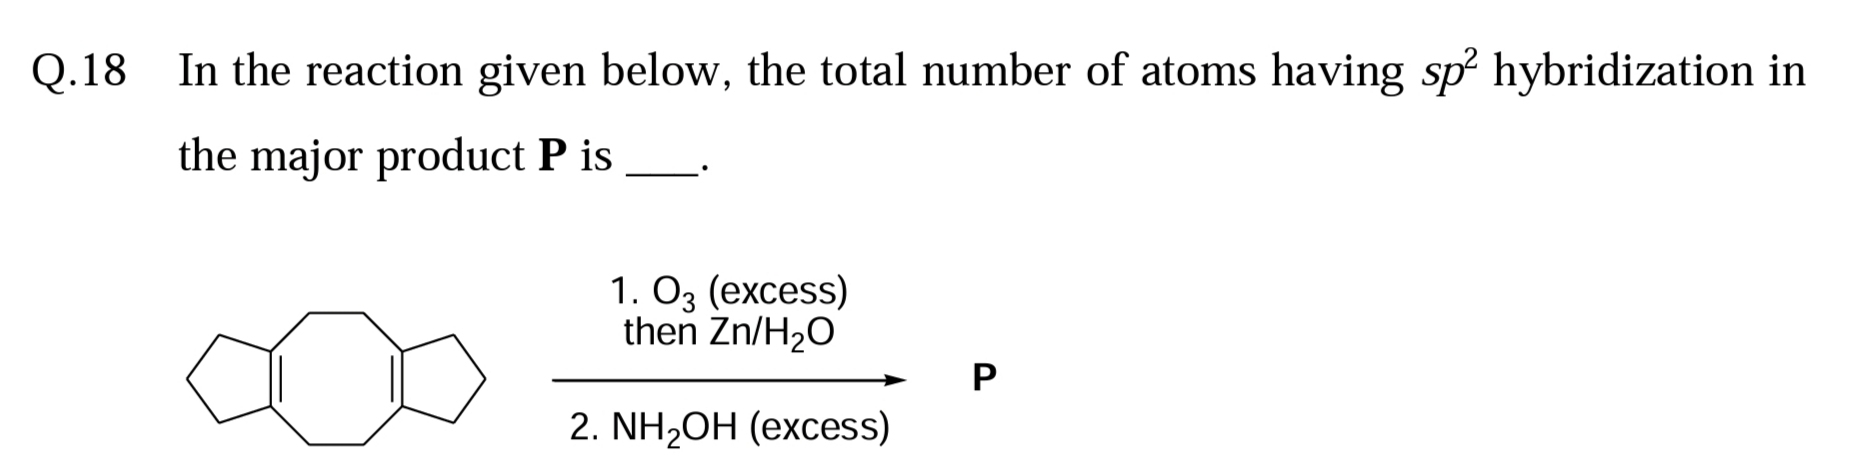 Q.18 In the reaction given below, the total number of atoms having sp² hybridization in
the major product P is ____.
1. O₃ (excess)
then Zn/H₂O
P
2. NH₂OH (excess)